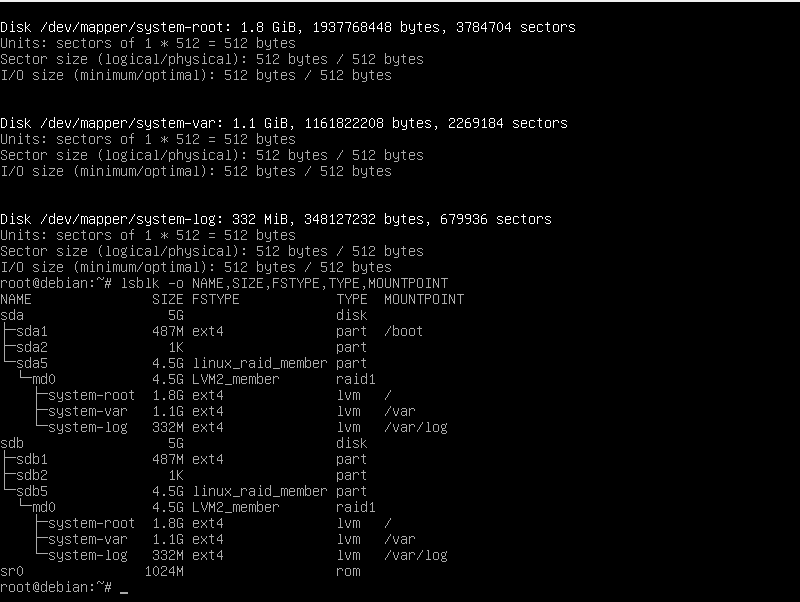 Disk /dev/mapper/system-root: 1.8 GiB, 1937768448 bytes, 3784704 sectors
Units: sectors of 1 * 512 = 512 bytes
Sector size (logical/physical): 512 bytes / 512 bytes
I/O size (minimum/optimal): 512 bytes / 512 bytes


Disk /dev/mapper/system-var: 1.1 GiB, 1161822208 bytes, 2269184 sectors
Units: sectors of 1 * 512 = 512 bytes
Sector size (logical/physical): 512 bytes / 512 bytes
I/O size (minimum/optimal): 512 bytes / 512 bytes


Disk /dev/mapper/system-log: 332 MiB, 348127232 bytes, 679936 sectors
Units: sectors of 1 * 512 = 512 bytes
Sector size (logical/physical): 512 bytes / 512 bytes
I/O size (minimum/optimal): 512 bytes / 512 bytes
root@debian:~# lsblk -o NAME,SIZE,FSTYPE,TYPE,MOUNTPOINT
NAME               SIZE FSTYPE            TYPE  MOUNTPOINT
sda                  5G                   disk
├─sda1             487M ext4              part  /boot
├─sda2               1K                   part
└─sda5             4.5G linux_raid_member part
  └─md0            4.5G LVM2_member       raid1
    ├─system-root  1.8G ext4              lvm   /
    ├─system-var   1.1G ext4              lvm   /var
    └─system-log   332M ext4              lvm   /var/log
sdb                  5G                   disk
├─sdb1             487M ext4              part
├─sdb2               1K                   part
└─sdb5             4.5G linux_raid_member part
  └─md0            4.5G LVM2_member       raid1
    ├─system-root  1.8G ext4              lvm   /
    ├─system-var   1.1G ext4              lvm   /var
    └─system-log   332M ext4              lvm   /var/log
sr0               1024M                   rom
root@debian:~# _